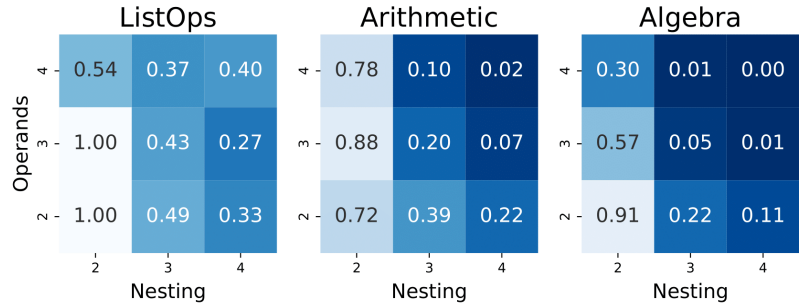 ListOps Arithmetic Algebra
4 0.54 0.37 0.40 4 0.78 0.10 0.02 4 0.30 0.01 0.00
Operands
3 1.00 0.43 0.27 3 0.88 0.20 0.07 3 0.57 0.05 0.01
2 1.00 0.49 0.33 2 0.72 0.39 0.22 2 0.91 0.22 0.11
2 3 4 2 3 4 2 3 4
Nesting Nesting Nesting